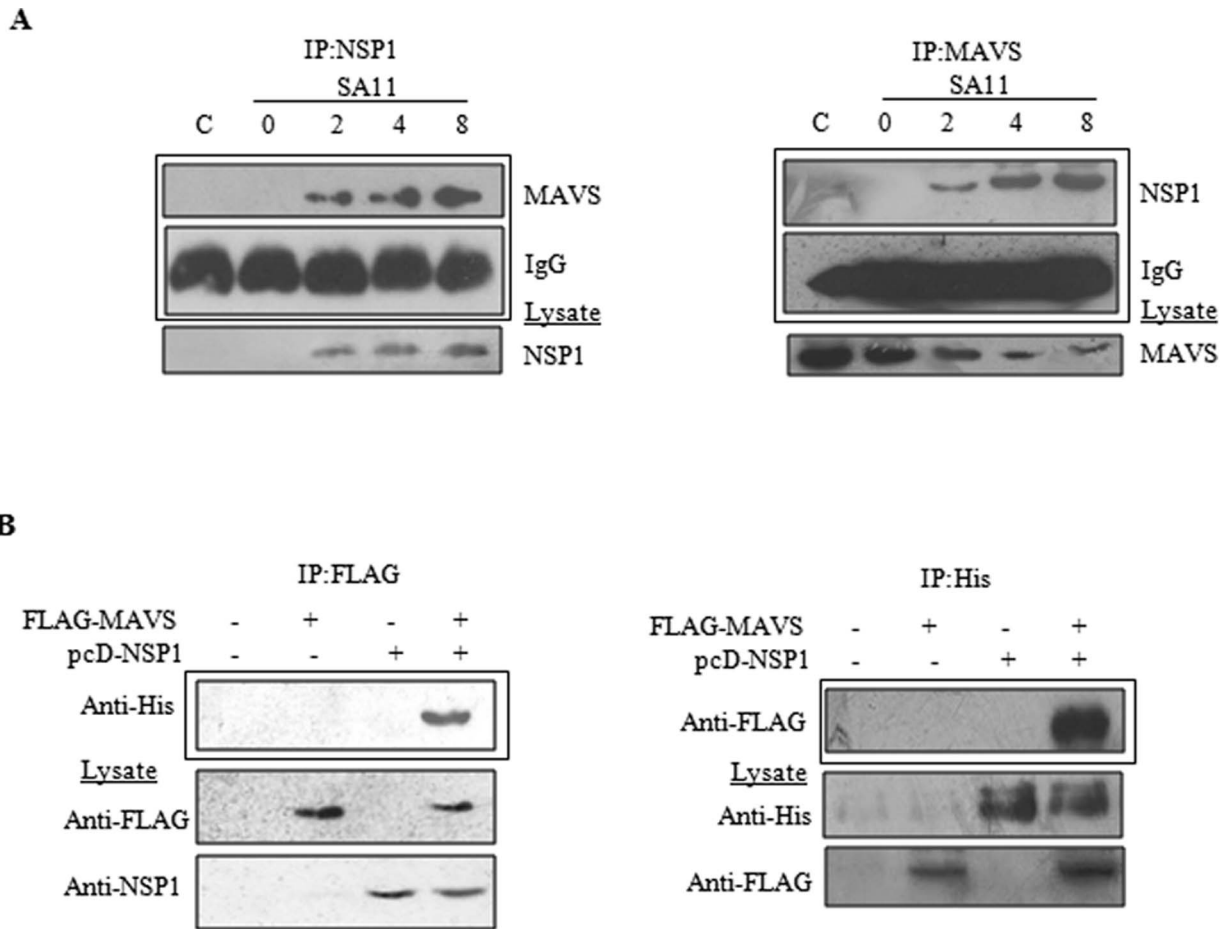 A
IP:NSP1
SA11
C 0 2 4 8
MAVS
IgG
Lysate
NSP1
IP:MAVS
SA11
C 0 2 4 8
NSP1
IgG
Lysate
MAVS
B
IP:FLAG
FLAG-MAVS - + - +
pcD-NSP1 - - + +
Anti-His
Lysate
Anti-FLAG
Anti-NSP1
IP:His
FLAG-MAVS - + - +
pcD-NSP1 - - + +
Anti-FLAG
Lysate
Anti-His
Anti-FLAG